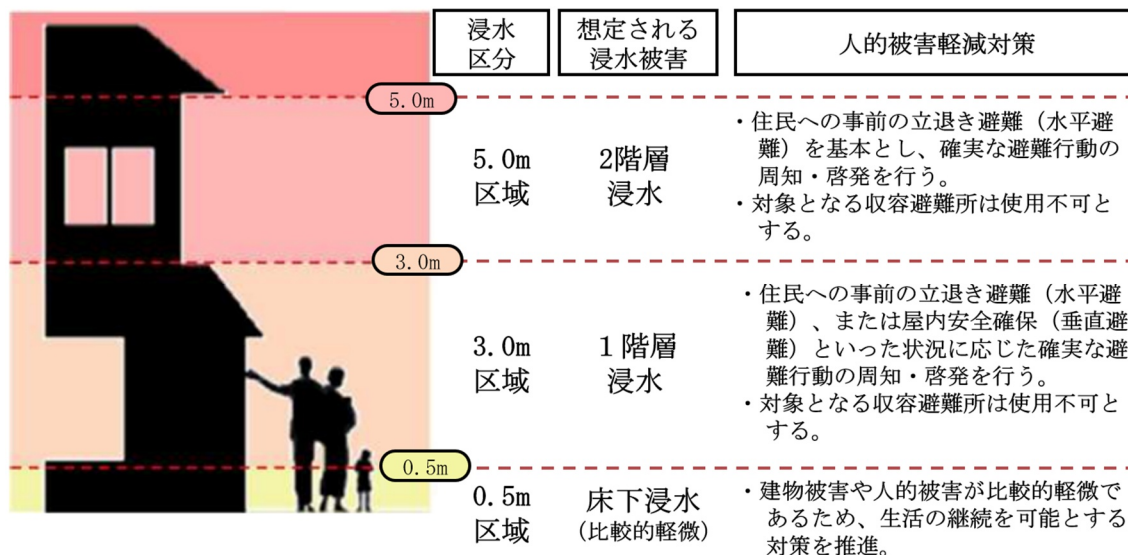 浸水
区分
想定される
浸水被害
人的被害軽減対策
5.0m
5.0m
区域
2階層
浸水
・住民への事前の立退き避難（水平避
難）を基本とし、確実な避難行動の
周知・啓発を行う。
・対象となる収容避難所は使用不可と
する。
3.0m
3.0m
区域
１階層
浸水
・住民への事前の立退き避難（水平避
難）、または屋内安全確保（垂直避
難）といった状況に応じた確実な避
難行動の周知・啓発を行う。
・対象となる収容避難所は使用不可と
する。
0.5m
0.5m
区域
床下浸水
(比較的軽微)
・建物被害や人的被害が比較的軽微で
あるため、生活の継続を可能とする
対策を推進。